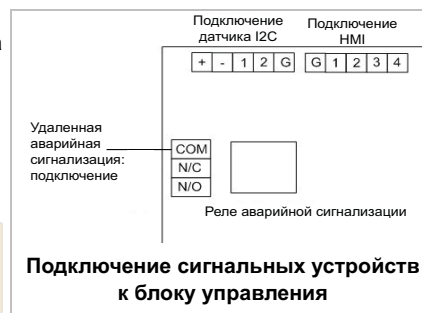 а
Подключение
датчика I2C
Подключение
HMI
+ - 1 2 G
G 1 2 3 4
Удаленная
аварийная
сигнализация:
подключение
COM
N/C
N/O
Реле аварийной сигнализации
Подключение сигнальных устройств
к блоку управления